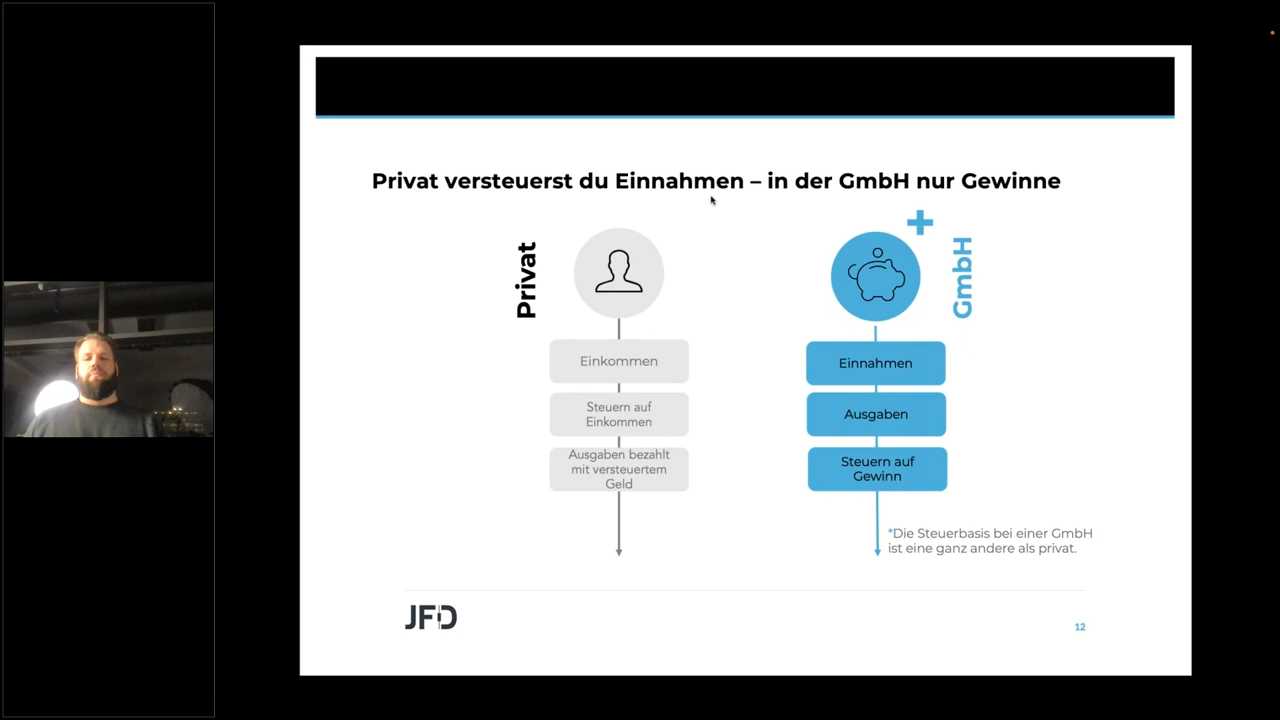 Privat versteuerst du Einnahmen – in der GmbH nur Gewinne
Privat
Einkommen
Steuern auf
Einkommen
Ausgaben bezahlt
mit versteuertem
Geld
GmbH
Einnahmen
Ausgaben
Steuern auf
Gewinn
*Die Steuerbasis bei einer GmbH
ist eine ganz andere als privat.
JFD
12